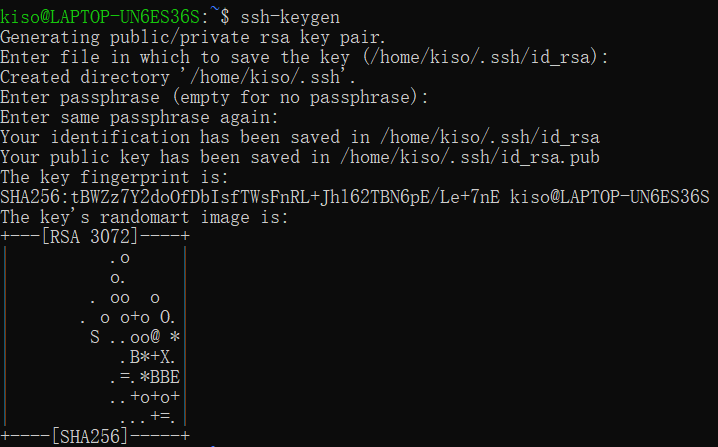 kiso@LAPTOP-UN6ES36S:~$ ssh-keygen
Generating public/private rsa key pair.
Enter file in which to save the key (/home/kiso/.ssh/id_rsa):
Created directory '/home/kiso/.ssh'.
Enter passphrase (empty for no passphrase):
Enter same passphrase again:
Your identification has been saved in /home/kiso/.ssh/id_rsa
Your public key has been saved in /home/kiso/.ssh/id_rsa.pub
The key fingerprint is:
SHA256:tBWZz7Y2doOfDbIsfTWsFnRL+Jhl62TBN6pE/Le+7nE kiso@LAPTOP-UN6ES36S
The key's randomart image is:
+---[RSA 3072]----+
|          .o     |
|          o.     |
|        . oo  o  |
|       . o o+o O.|
|        S ..oo@ *|
|           .B*+X.|
|          .=.*BBE|
|          ..+o+o+|
|           ...+=.|
+----[SHA256]-----+